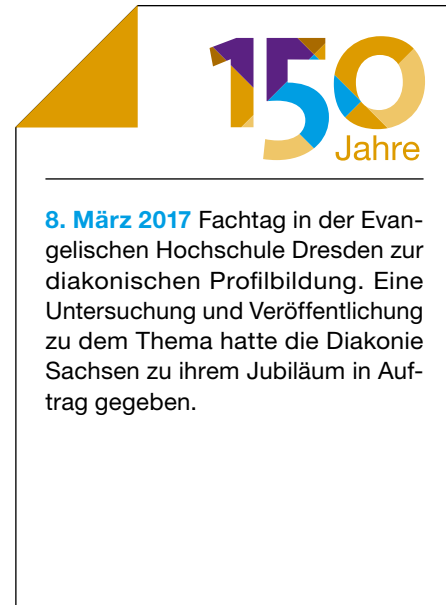 150
Jahre
8. März 2017 Fachtag in der Evan-
gelischen Hochschule Dresden zur
diakonischen Profilbildung. Eine
Untersuchung und Veröffentlichung
zu dem Thema hatte die Diakonie
Sachsen zu ihrem Jubiläum in Auf-
trag gegeben.